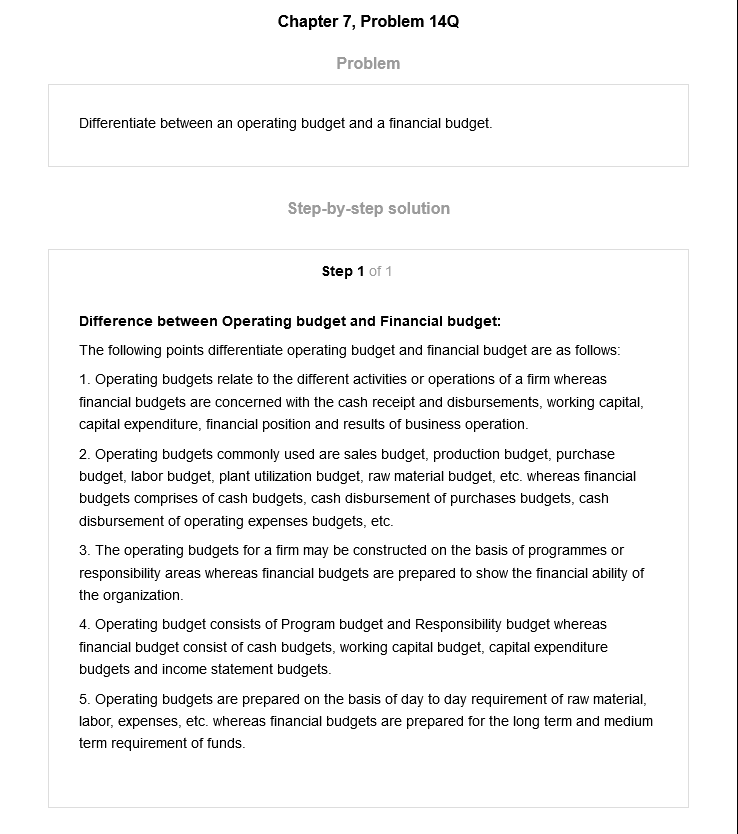 Chapter 7, Problem 14Q
Problem
Differentiate between an operating budget and a financial budget.
Step-by-step solution
Step 1 of 1
Difference between Operating budget and Financial budget:
The following points differentiate operating budget and financial budget are as follows:
1. Operating budgets relate to the different activities or operations of a firm whereas
financial budgets are concerned with the cash receipt and disbursements, working capital,
capital expenditure, financial position and results of business operation.
2. Operating budgets commonly used are sales budget, production budget, purchase
budget, labor budget, plant utilization budget, raw material budget, etc. whereas financial
budgets comprises of cash budgets, cash disbursement of purchases budgets, cash
disbursement of operating expenses budgets, etc.
3. The operating budgets for a firm may be constructed on the basis of programmes or
responsibility areas whereas financial budgets are prepared to show the financial ability of
the organization.
4. Operating budget consists of Program budget and Responsibility budget whereas
financial budget consist of cash budgets, working capital budget, capital expenditure
budgets and income statement budgets.
5. Operating budgets are prepared on the basis of day to day requirement of raw material,
labor, expenses, etc. whereas financial budgets are prepared for the long term and medium
term requirement of funds.